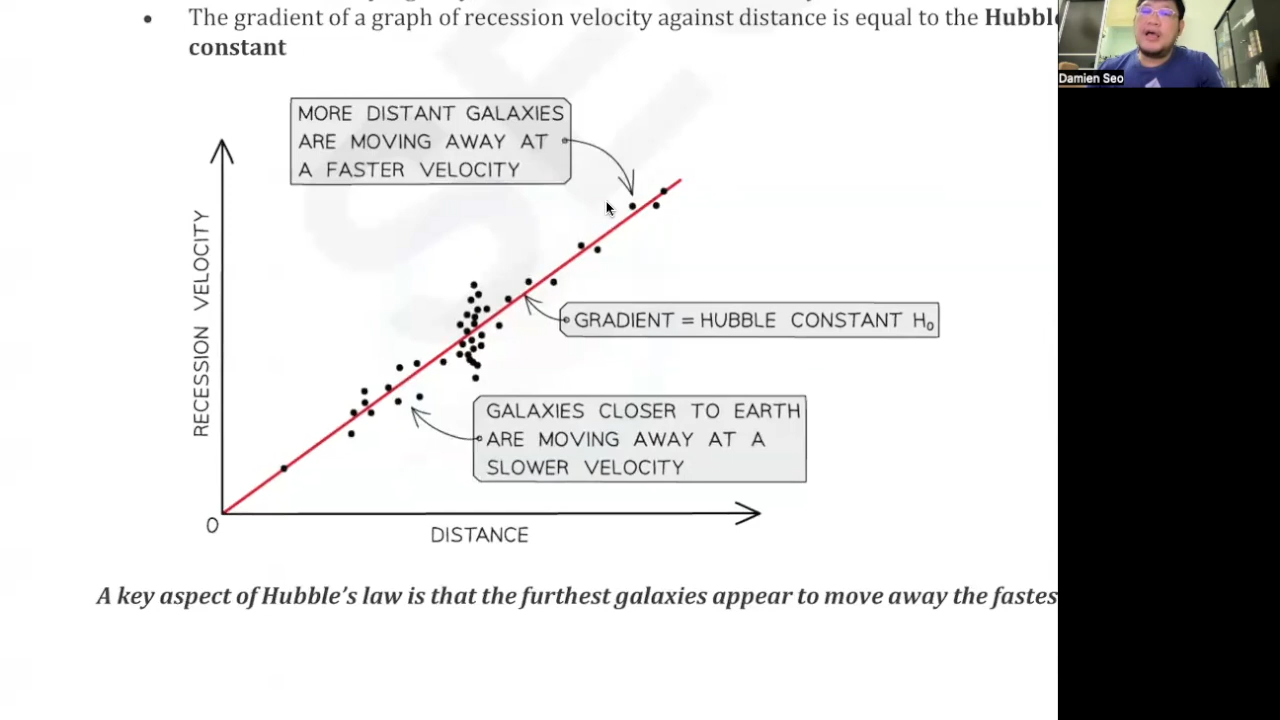 The gradient of a graph of recession velocity against distance is equal to the Hubble
constant
Damien Seo
MORE DISTANT GALAXIES
ARE MOVING AWAY AT
A FASTER VELOCITY
RECESSION VELOCITY
GRADIENT = HUBBLE CONSTANT H₀
GALAXIES CLOSER TO EARTH
ARE MOVING AWAY AT A
SLOWER VELOCITY
0
DISTANCE
A key aspect of Hubble's law is that the furthest galaxies appear to move away the fastes